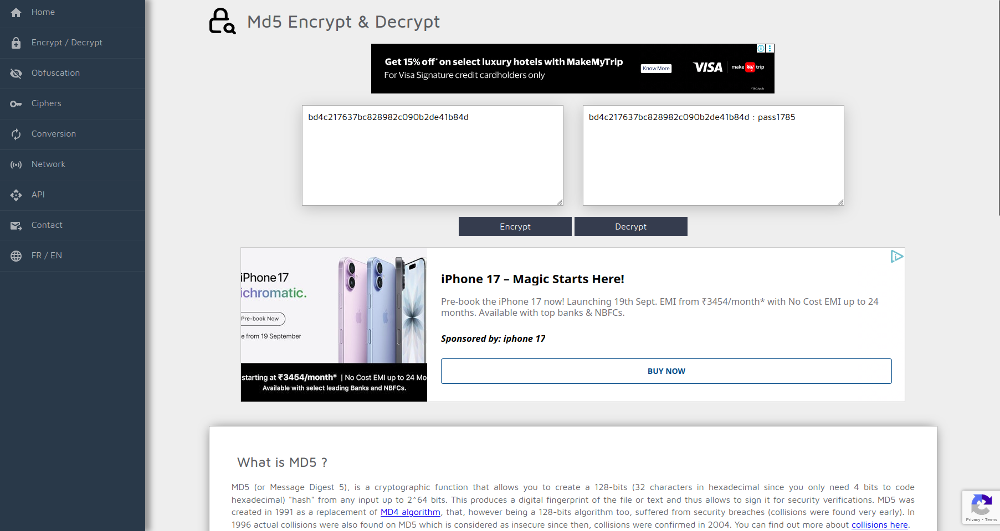 Home
Encrypt / Decrypt
Obfuscation
Ciphers
Conversion
Network
API
Contact
FR / EN
Md5 Encrypt & Decrypt
Get 15% off* on select luxury hotels with MakeMyTrip
For Visa Signature credit cardholders only
Know More
VISA
make my trip
*T&C Apply
bd4c217637bc828982c090b2de41b84d
bd4c217637bc828982c090b2de41b84d : pass1785
Encrypt
Decrypt
iPhone 17
ichromatic.
Pre-book Now
e from 19 September
starting at ₹3454/month* | No Cost EMI up to 24 Mo
Available with select leading Banks and NBFCs.
iPhone 17 – Magic Starts Here!
Pre-book the iPhone 17 now! Launching 19th Sept. EMI from ₹3454/month* with No Cost EMI up to 24
months. Available with top banks & NBFCs.
Sponsored by: iphone 17
BUY NOW
What is MD5 ?
MD5 (or Message Digest 5), is a cryptographic function that allows you to create a 128-bits (32 characters in hexadecimal since you only need 4 bits to code
hexadecimal) "hash" from any input up to 2^64 bits. This produces a digital fingerprint of the file or text and thus allows to sign it for security verifications. MD5 was
created in 1991 as a replacement of MD4 algorithm, that, however being a 128-bits algorithm too, suffered from security breaches (collisions were found very early). In
1996 actual collisions were also found on MD5 which is considered as insecure since then, collisions were confirmed in 2004. You can find out more about collisions here.
Privacy - Terms